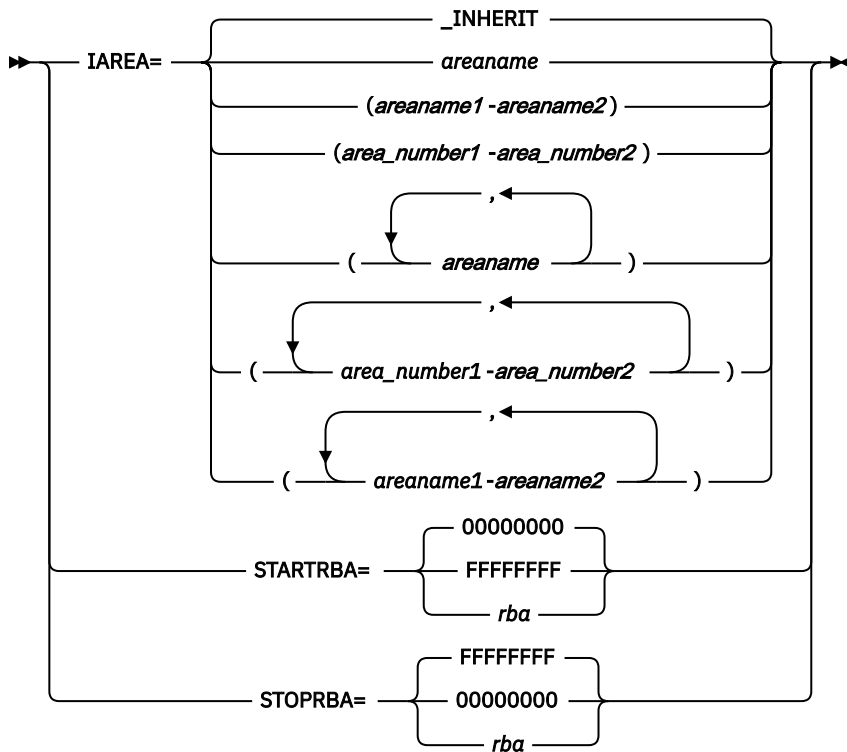 _INHERIT
IAREA= areaname
(areaname1-areaname2)
(area_number1-area_number2)
,
( areaname )
,
( area_number1-area_number2 )
,
( areaname1-areaname2 )
00000000
STARTRBA= FFFFFFFF
rba
FFFFFFFF
STOPRBA= 00000000
rba